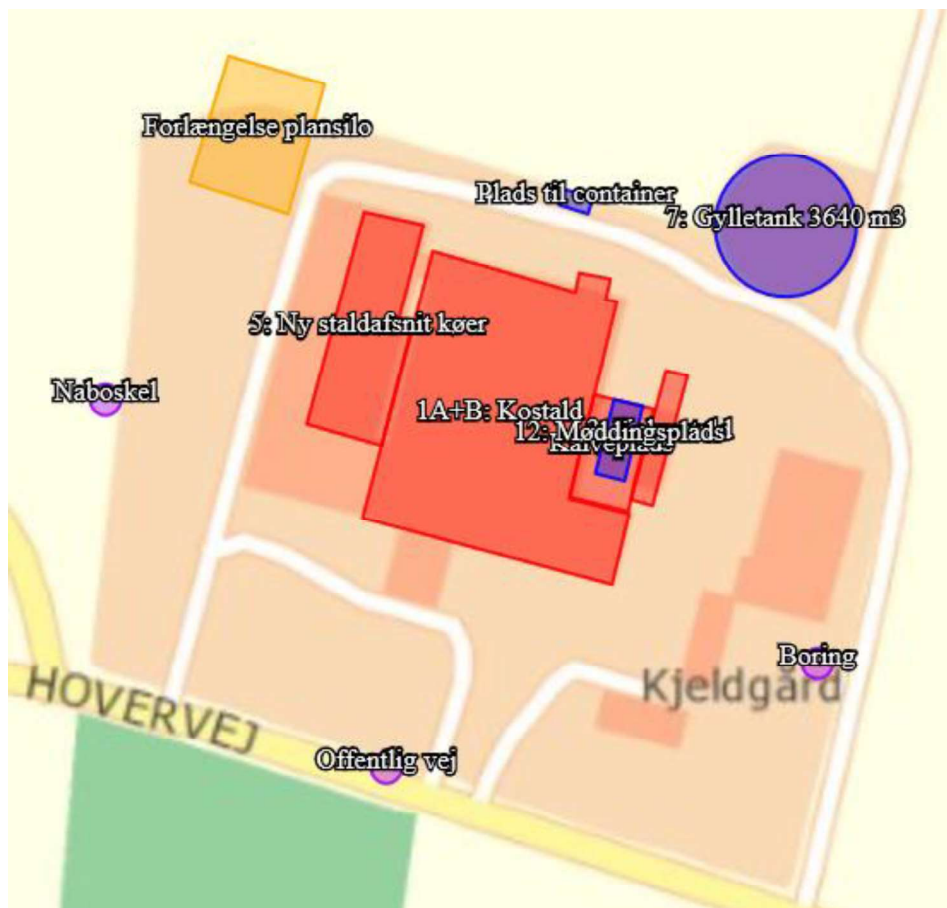 Forlængelse plansilo
Plads til container
7: Gylletank 3640 m3
5: Ny staldafsnit køer
Naboskel
1A+B: Kostald
12: Møddingsplads
Kalveplads
Boring
Kjeldgård
HOVERVEJ
Offentlig vej